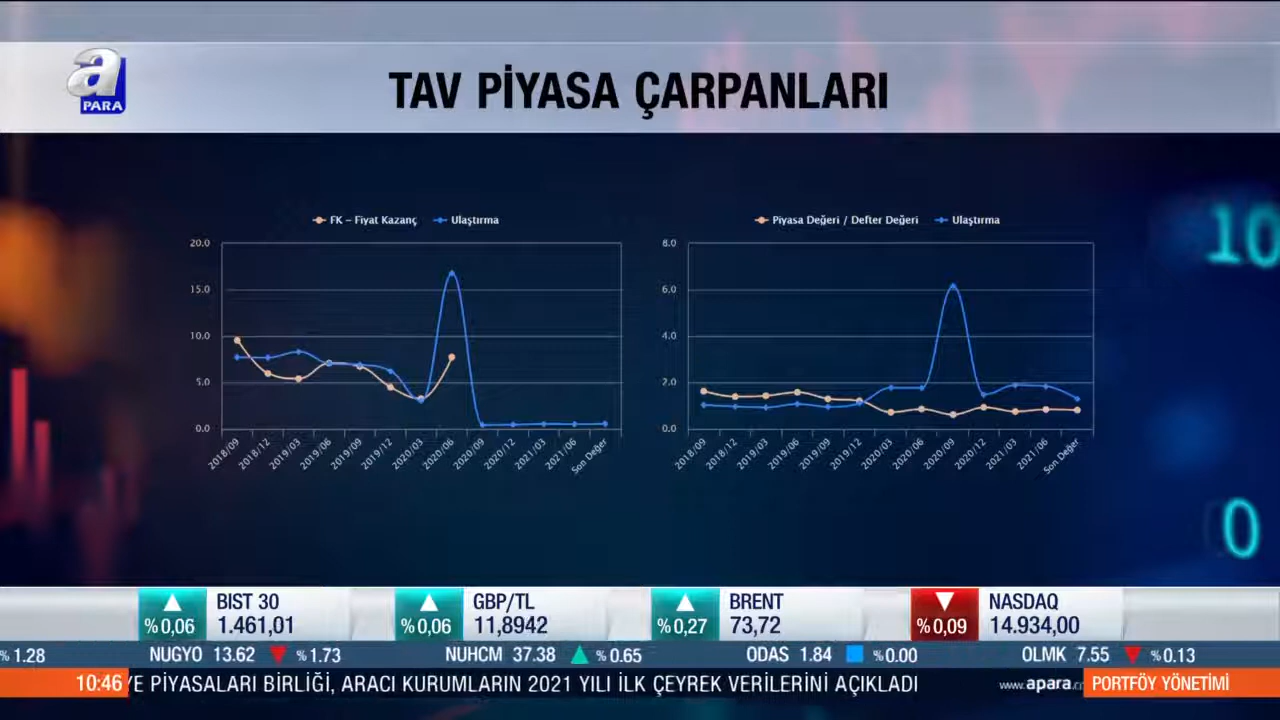 a
PARA
TAV PİYASA ÇARPANLARI
FK – Fiyat Kazanç Ulaştırma
20.0
15.0
10.0
5.0
0.0
2018/09 2018/12 2019/03 2019/06 2019/09 2019/12 2020/03 2020/06 2020/09 2020/12 2021/03 2021/06 Son Değer
Piyasa Değeri / Defter Değeri Ulaştırma
8.0
6.0
4.0
2.0
0.0
2018/09 2018/12 2019/03 2019/06 2019/09 2019/12 2020/03 2020/06 2020/09 2020/12 2021/03 2021/06 Son Değer
10
0
%0,06 BIST 30
1.461,01
%0,06 GBP/TL
11,8942
%0,27 BRENT
73,72
%0,09 NASDAQ
14.934,00
% 1.28 NUGYO 13.62 % 1.73 NUHCM 37.38 % 0.65 ODAS 1.84 %0.00 OLMK 7.55 % 0.13
10:46 YE PİYASALARI BİRLİĞİ, ARACI KURUMLARIN 2021 YILI İLK ÇEYREK VERİLERİNİ AÇIKLADI www.apara.c PORTFÖY YÖNETİMİ